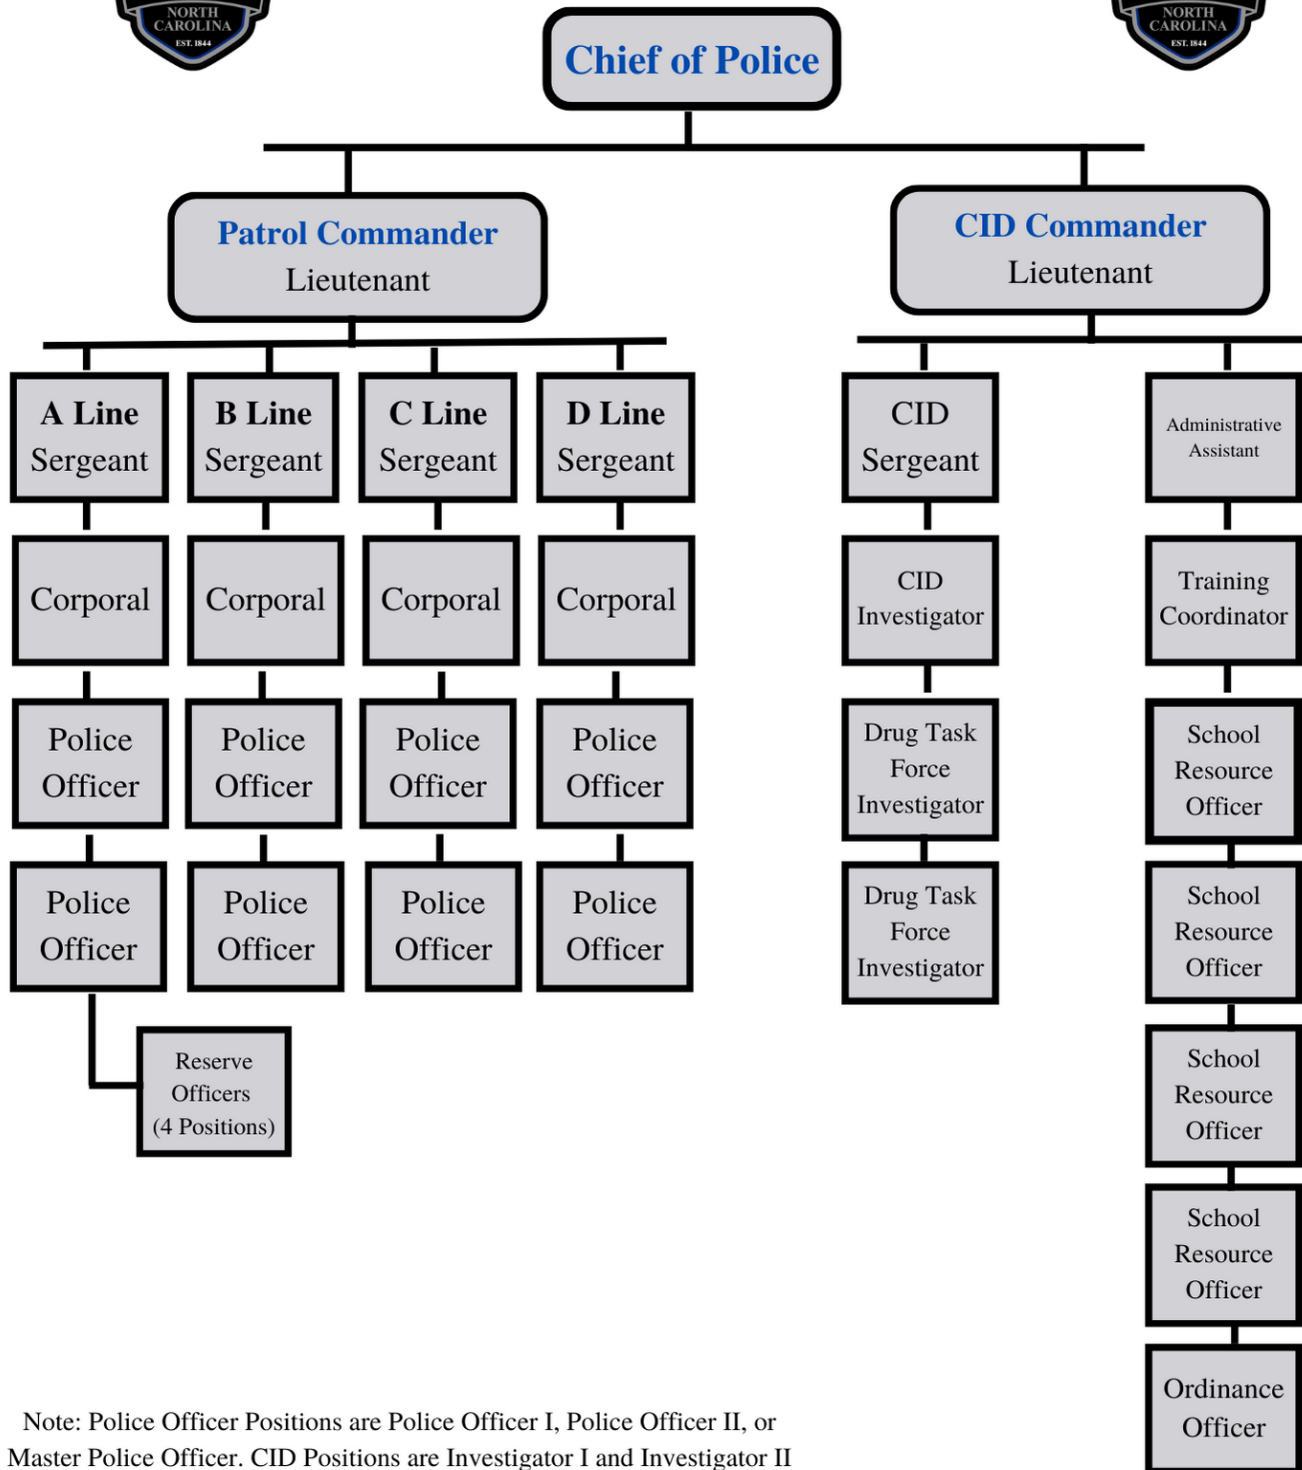 NORTH
CAROLINA
EST. 1844
NORTH
CAROLINA
EST. 1844
Chief of Police
Patrol Commander
Lieutenant
CID Commander
Lieutenant
A Line
Sergeant
B Line
Sergeant
C Line
Sergeant
D Line
Sergeant
CID
Sergeant
Administrative
Assistant
Corporal
Corporal
Corporal
Corporal
CID
Investigator
Training
Coordinator
Police
Officer
Police
Officer
Police
Officer
Police
Officer
Drug Task
Force
Investigator
School
Resource
Officer
Police
Officer
Police
Officer
Police
Officer
Police
Officer
Drug Task
Force
Investigator
School
Resource
Officer
Reserve
Officers
(4 Positions)
School
Resource
Officer
School
Resource
Officer
Ordinance
Officer
Note: Police Officer Positions are Police Officer I, Police Officer II, or
Master Police Officer. CID Positions are Investigator I and Investigator II